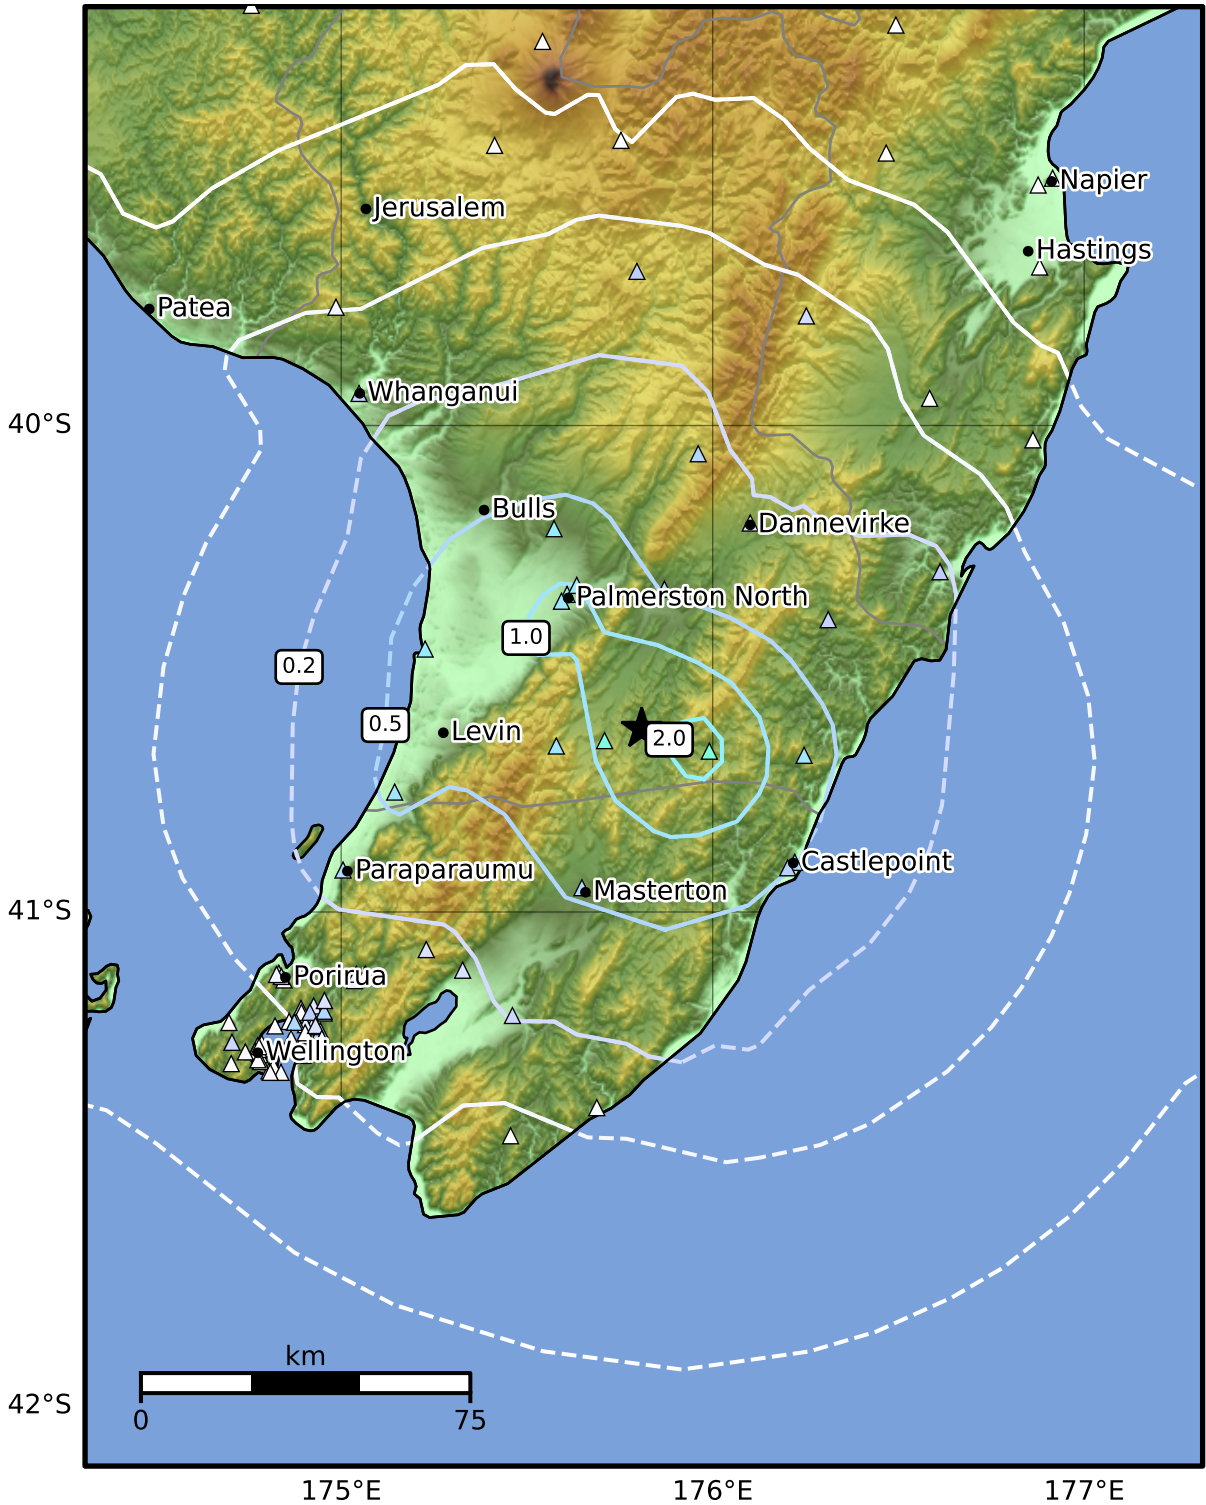 Napier
Jerusalem
Hastings
Patea
Whanganui
40°S
Bulls
Dannevirke
Palmerston North
1.0
0.2
0.5
Levin
2.0
Castlepoint
Paraparaumu
Masterton
41°S
Porirua
Wellington
km
0
75
42°S
175°E
176°E
177°E